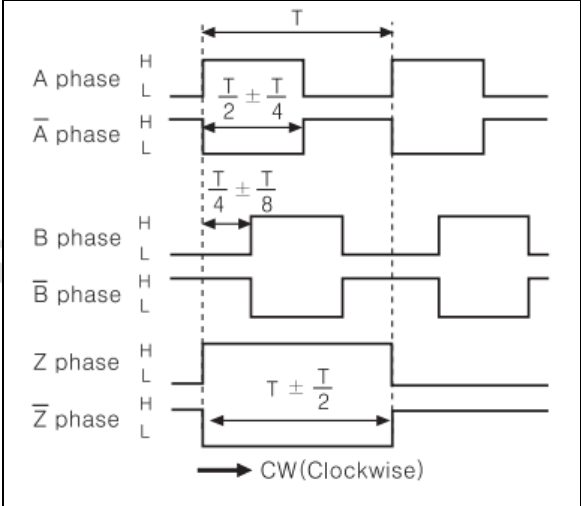 T
A phase H
L
T/2 ± T/4
A̅ phase H
L
T/4 ± T/8
B phase H
L
B̅ phase H
L
Z phase H
L
T ± T/2
Z̅ phase H
L
CW(Clockwise)